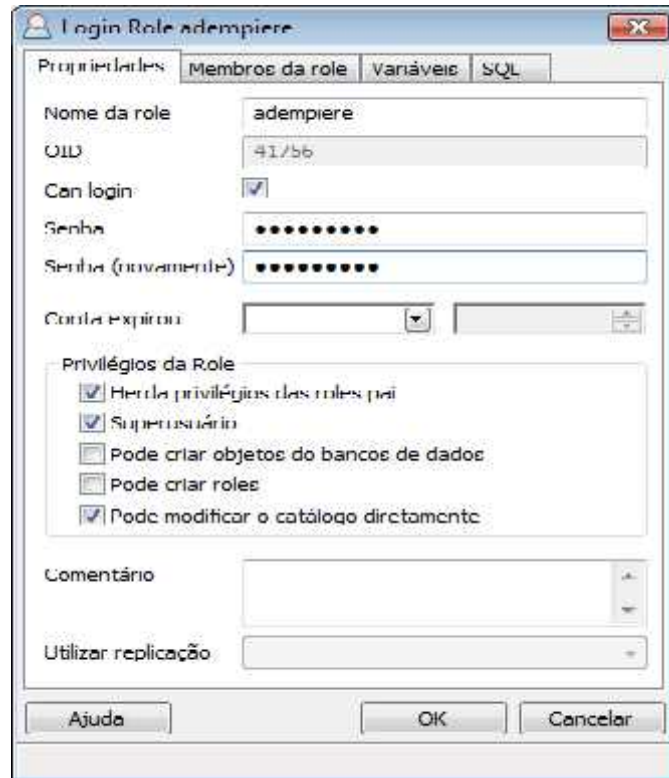 Login Role adempiere
Propriedades Membros da role Variáveis SQL
Nome da role adempiere
OID 41756
Can login
Senha •••••••••
Senha (novamente) •••••••••
Conta expirou
Privilégios da Role
Herda privilégios das roles pai
Superusuário
Pode criar objetos do bancos de dados
Pode criar roles
Pode modificar o catálogo diretamente
Comentário
Utilizar replicação
Ajuda OK Cancelar